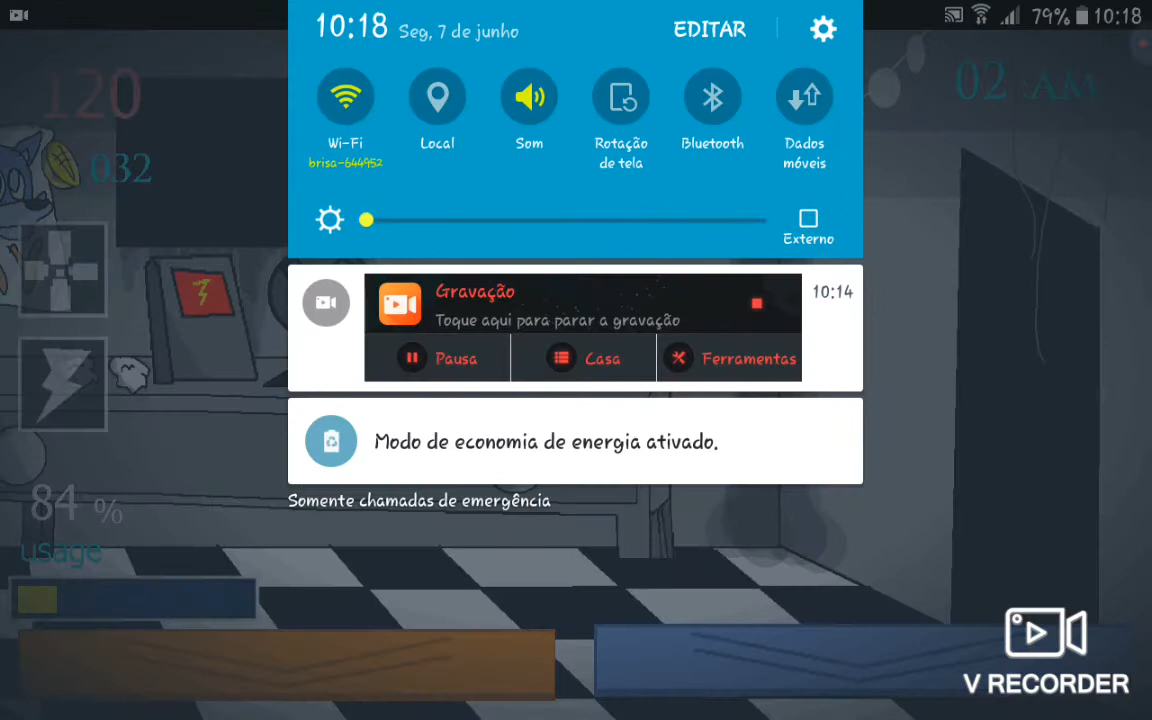 79% 10:18
10:18 Seg, 7 de junho EDITAR
120
02 :AM
032
Wi-Fi
brisa-644952
Local
Som
Rotação
de tela
Bluetooth
Dados
móveis
Externo
Gravação
10:14
Toque aqui para parar a gravação
Pausa
Casa
Ferramentas
Modo de economia de energia ativado.
Somente chamadas de emergência
84 %
usage
V RECORDER